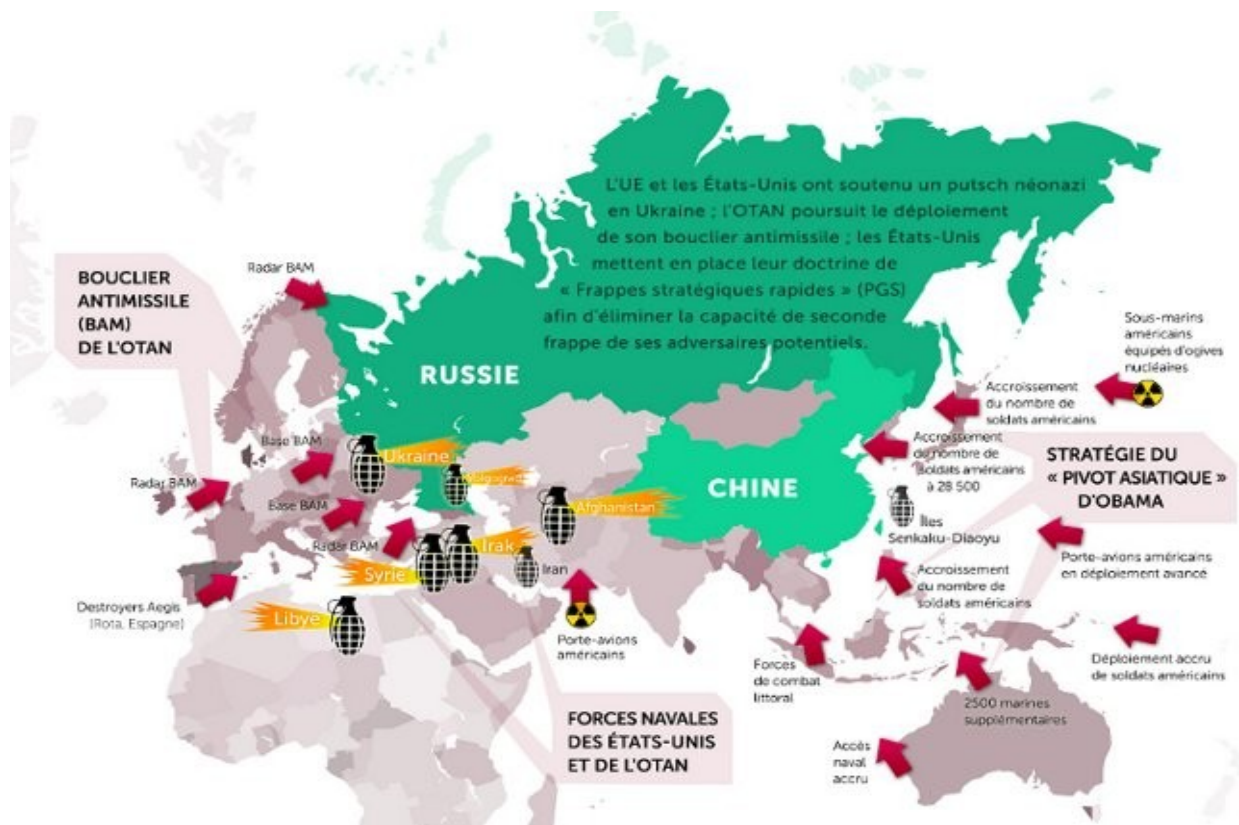 L'UE et les États-Unis ont soutenu un putsch néonazi
en Ukraine ; l'OTAN poursuit le déploiement
de son bouclier antimissile ; les États-Unis
mettent en place leur doctrine de
« Frappes stratégiques rapides » (PGS)
afin d'éliminer la capacité de seconde
frappe de ses adversaires potentiels.
BOUCLIER
ANTIMISSILE
(BAM)
DE L'OTAN
Radar BAM
RUSSIE
Sous-marins
américains
équipés d'ogives
nucléaires
Accroissement
du nombre de
soldats américains
Base BAM
Ukraine
Accroissement
du nombre de
soldats américains
à 28 500
STRATÉGIE DU
« PIVOT ASIATIQUE »
D'OBAMA
Radar BAM
Volgograd
CHINE
Base BAM
Afghanistan
Îles
Senkaku-Diaoyu
Radar BAM
Irak
Syrie
Iran
Porte-avions américains
en déploiement avancé
Accroissement
du nombre de
soldats américains
Destroyers Aegis
(Rota, Espagne)
Libye
Porte-avions
américains
Forces
de combat
littoral
Déploiement accru
de soldats américains
2500 marines
supplémentaires
FORCES NAVALES
DES ÉTATS-UNIS
ET DE L'OTAN
Accès
naval
accru